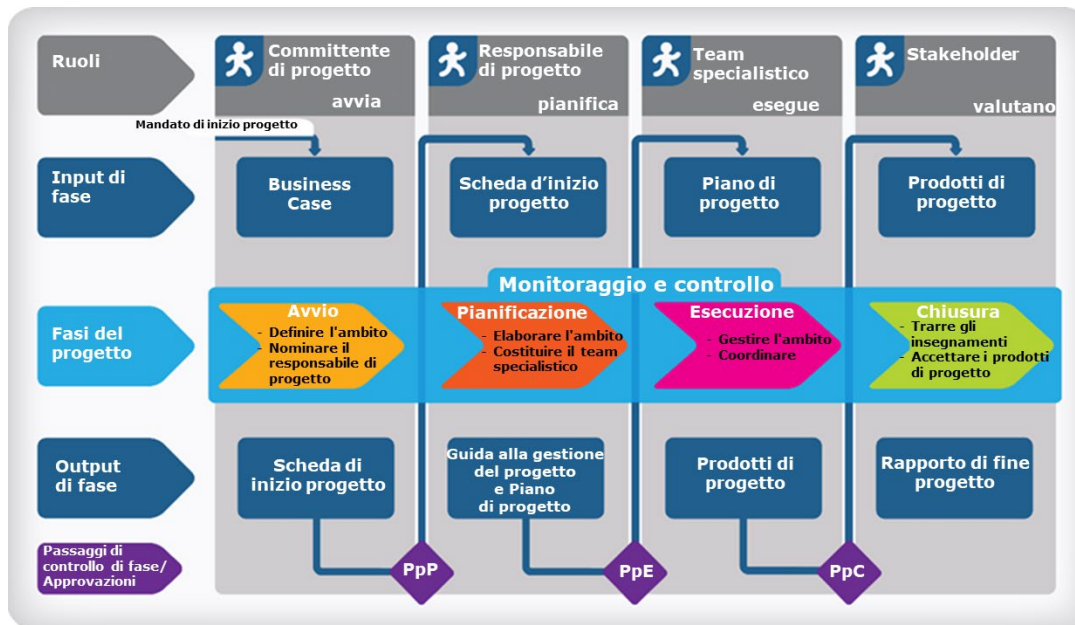 Ruoli
Committente
di progetto
avvia
Responsabile
di progetto
pianifica
Team
specialistico
esegue
Stakeholder
valutano
Mandato di inizio progetto
Input di
fase
Business
Case
Scheda d'inizio
progetto
Piano di
progetto
Prodotti di
progetto
Monitoraggio e controllo
Fasi del
progetto
Avvio
- Definire l'ambito
- Nominare il
responsabile di
progetto
Pianificazione
- Elaborare l'ambito
- Costituire il team
specialistico
Esecuzione
- Gestire l'ambito
- Coordinare
Chiusura
- Trarre gli
insegnamenti
- Accettare i prodotti
di progetto
Output
di fase
Scheda di
inizio progetto
Guida alla gestione
del progetto
e Piano
di progetto
Prodotti di
progetto
Rapporto di fine
progetto
Passaggi di
controllo di fase/
Approvazioni
PpP
PpE
PpC